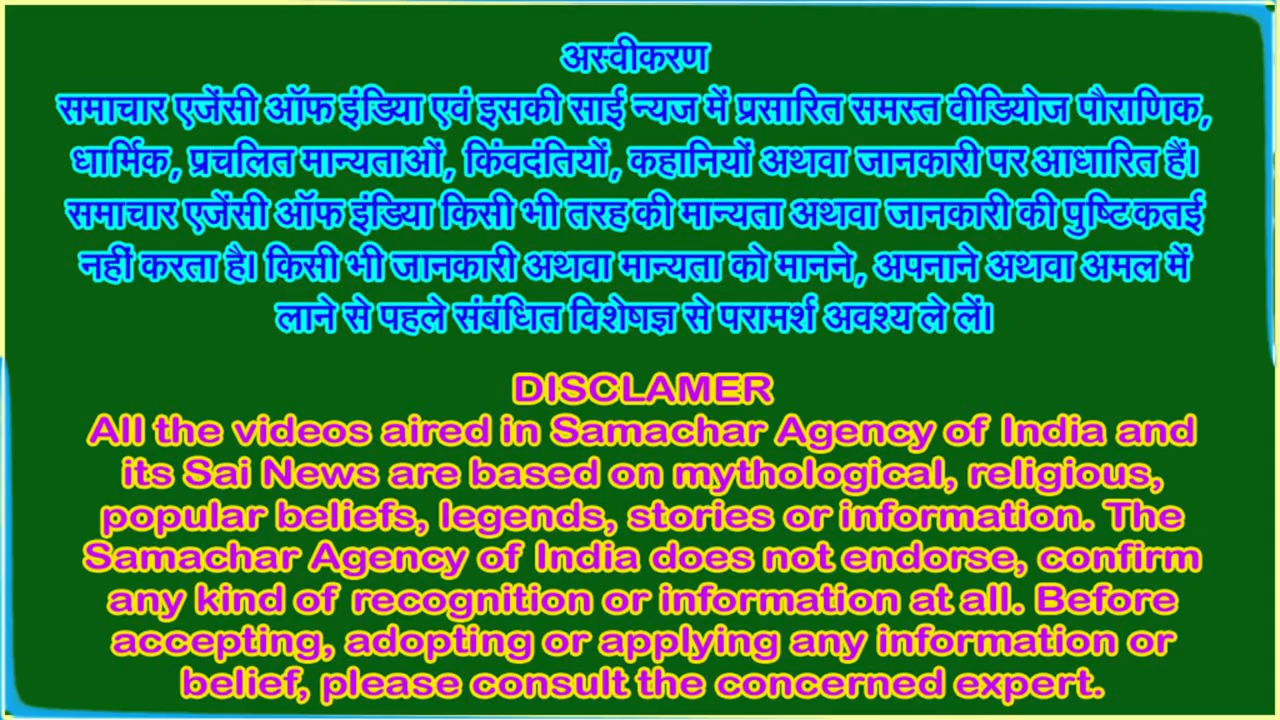 अस्वीकरण
समाचार एजेंसी ऑफ इंडिया एवं इसकी साई न्यज में प्रसारित समस्त वीडियोज पौराणिक,
धार्मिक, प्रचलित मान्यताओं, किंवदंतियों, कहानियों अथवा जानकारी पर आधारित हैं।
समाचार एजेंसी ऑफ इंडिया किसी भी तरह की मान्यता अथवा जानकारी की पुष्टि कतई
नहीं करता है। किसी भी जानकारी अथवा मान्यता को मानने, अपनाने अथवा अमल में
लाने से पहले संबंधित विशेषज्ञ से परामर्श अवश्य ले लें।
DISCLAMER
All the videos aired in Samachar Agency of India and
its Sai News are based on mythological, religious,
popular beliefs, legends, stories or information. The
Samachar Agency of India does not endorse, confirm
any kind of recognition or information at all. Before
accepting, adopting or applying any information or
belief, please consult the concerned expert.